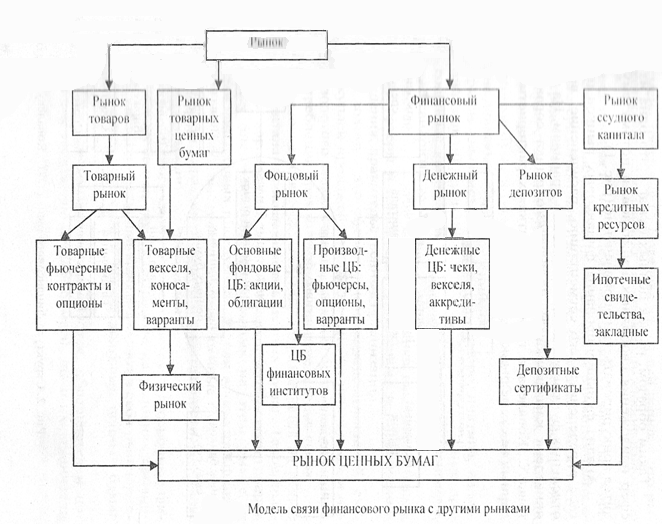 Рынок
Рынок
товаров
Рынок
товарных
ценных
бумаг
Финансовый
рынок
Рынок
ссудного
капитала
Товарный
рынок
Фондовый
рынок
Денежный
рынок
Рынок
депозитов
Рынок
кредитных
ресурсов
Товарные
фьючерсные
контракты и
опционы
Товарные
векселя,
коноса-
менты,
варранты
Основные
фондовые
ЦБ: акции,
облигации
Производ-
ные ЦБ:
фьючерсы,
опционы,
варранты
Денежные
ЦБ: чеки,
векселя,
аккреди-
тивы
Ипотечные
свиде-
тельства,
закладные
Физический
рынок
ЦБ
финансовых
институтов
Депозитные
сертификаты
РЫНОК ЦЕННЫХ БУМАГ
Модель связи финансового рынка с другими рынками